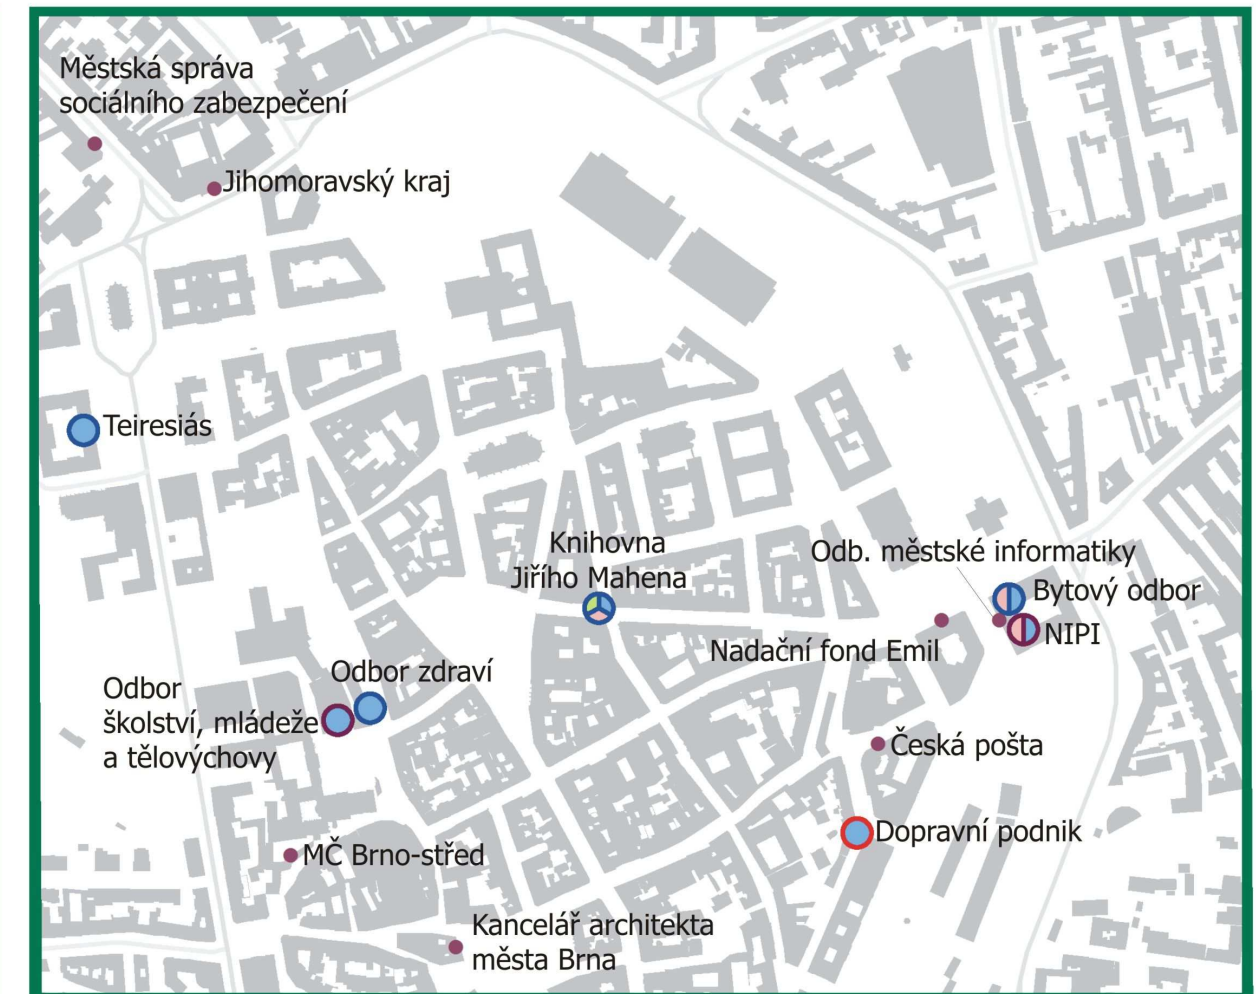 Městská správa
sociálního zabezpečení
Jihomoravský kraj
Teiresiás
Knihovna
Jiřího Mahena
Odb. městské informatiky
Bytový odbor
NIPI
Nadační fond Emil
Odbor zdraví
Odbor
školství, mládeže
a tělovýchovy
Česká pošta
Dopravní podnik
MČ Brno-střed
Kancelář architekta
města Brna